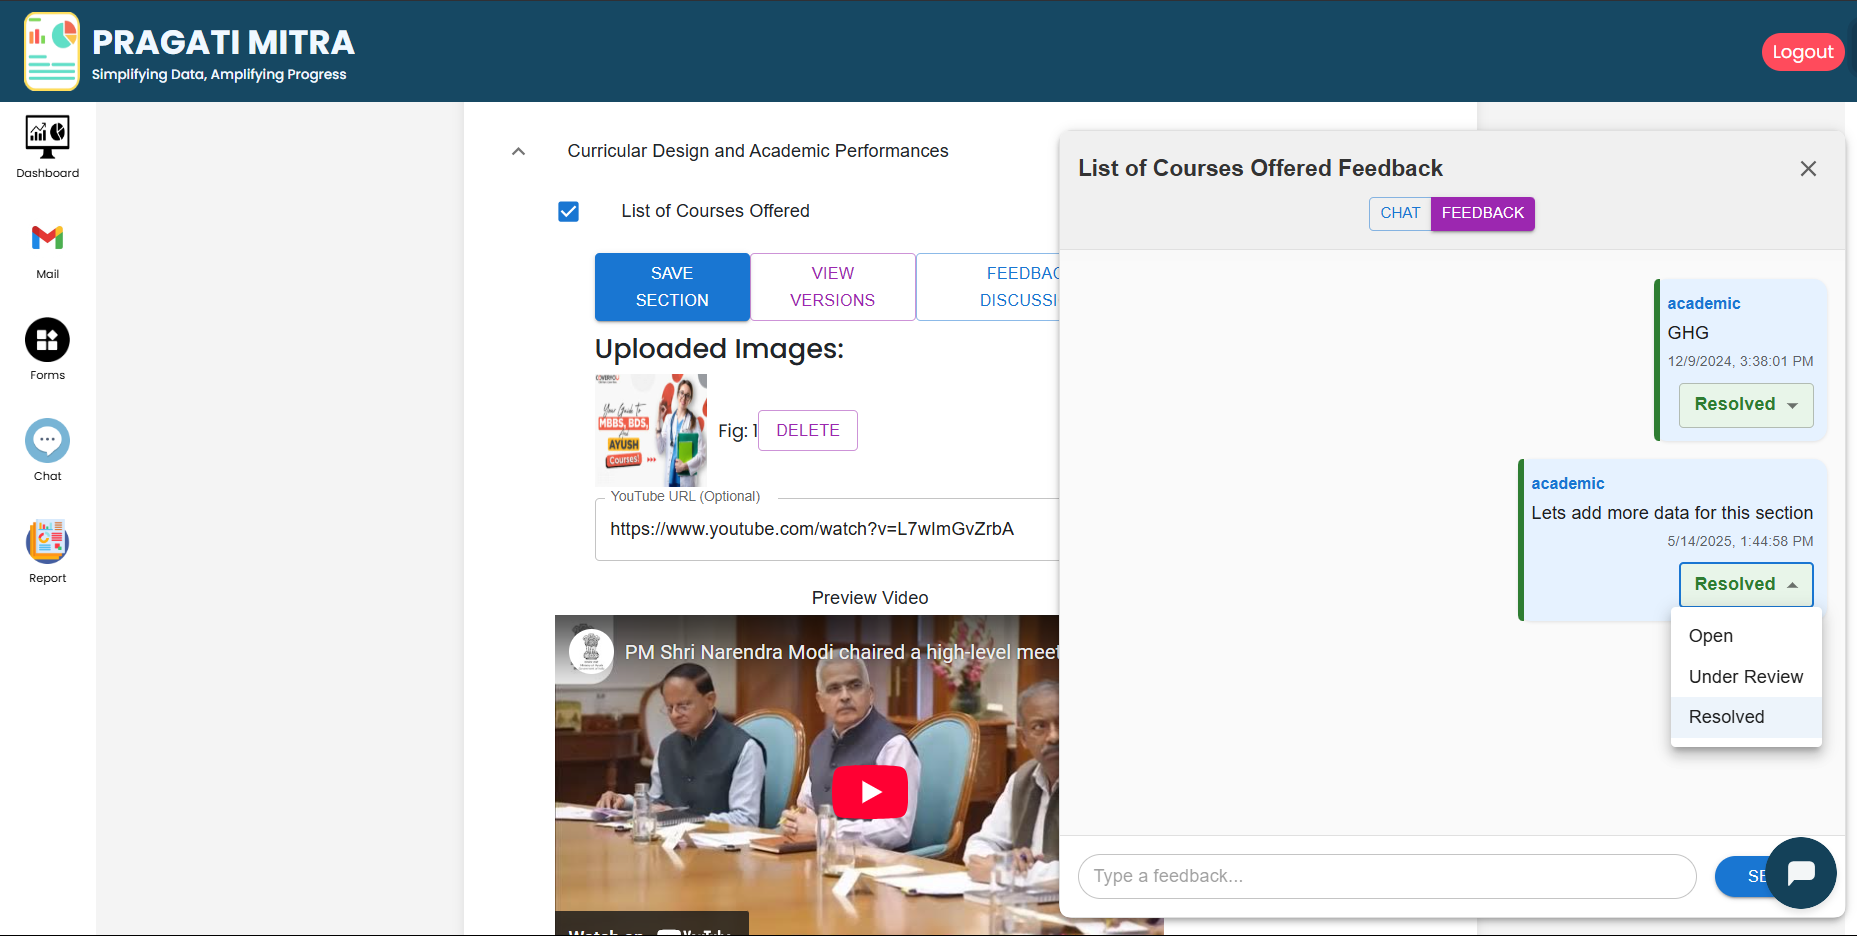 PRAGATI MITRA
Simplifying Data, Amplifying Progress
Logout
Dashboard
Mail
Forms
Chat
Report
Curricular Design and Academic Performances
List of Courses Offered
SAVE
SECTION
VIEW
VERSIONS
FEEDBAC
DISCUSSI
Uploaded Images:
Your Guide To
MBBS, BDS,
And
AYUSH
Courses!
Fig: 1
DELETE
YouTube URL (Optional)
https://www.youtube.com/watch?v=L7wlmGvZrbA
Preview Video
PM Shri Narendra Modi chaired a high-level meet
Watch on YouTube
List of Courses Offered Feedback
CHAT
FEEDBACK
academic
GHG
12/9/2024, 3:38:01 PM
Resolved
academic
Lets add more data for this section
5/14/2025, 1:44:58 PM
Resolved
Open
Under Review
Resolved
Type a feedback...
SE